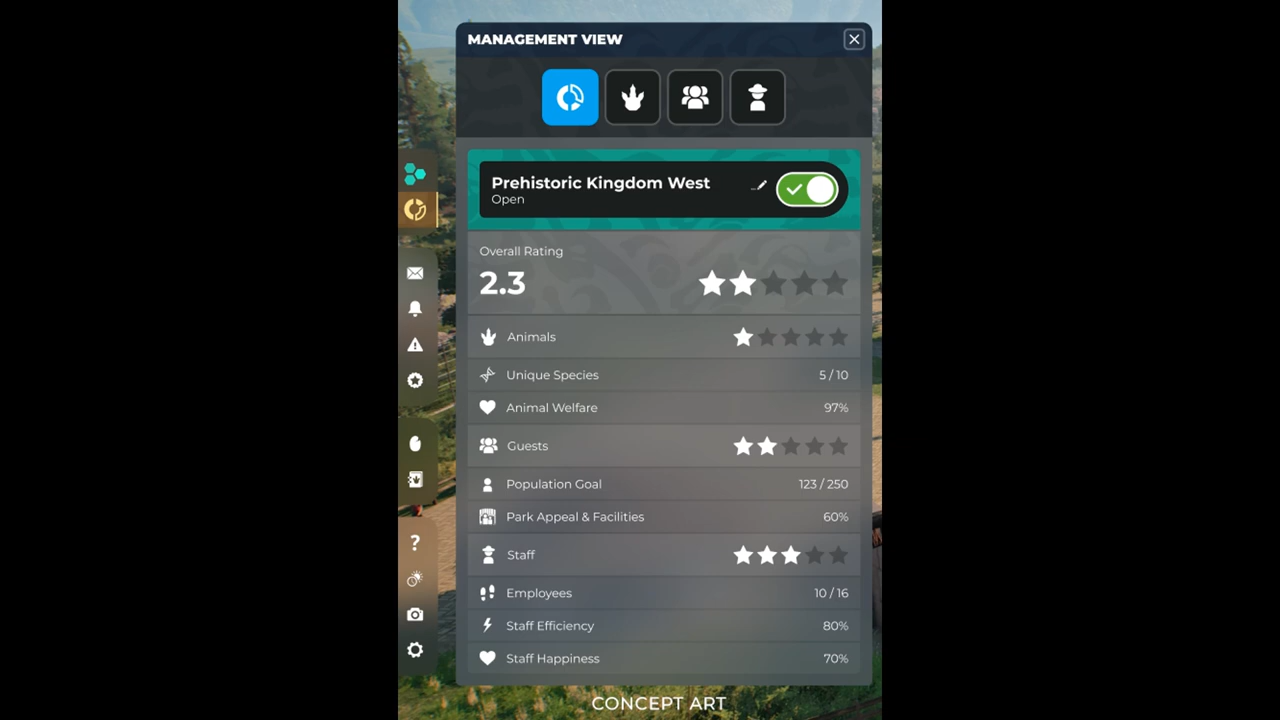 MANAGEMENT VIEW
Prehistoric Kingdom West
Open
Overall Rating
2.3
Animals
Unique Species 5 / 10
Animal Welfare 97%
Guests
Population Goal 123 / 250
Park Appeal & Facilities 60%
Staff
Employees 10 / 16
Staff Efficiency 80%
Staff Happiness 70%
?
CONCEPT ART